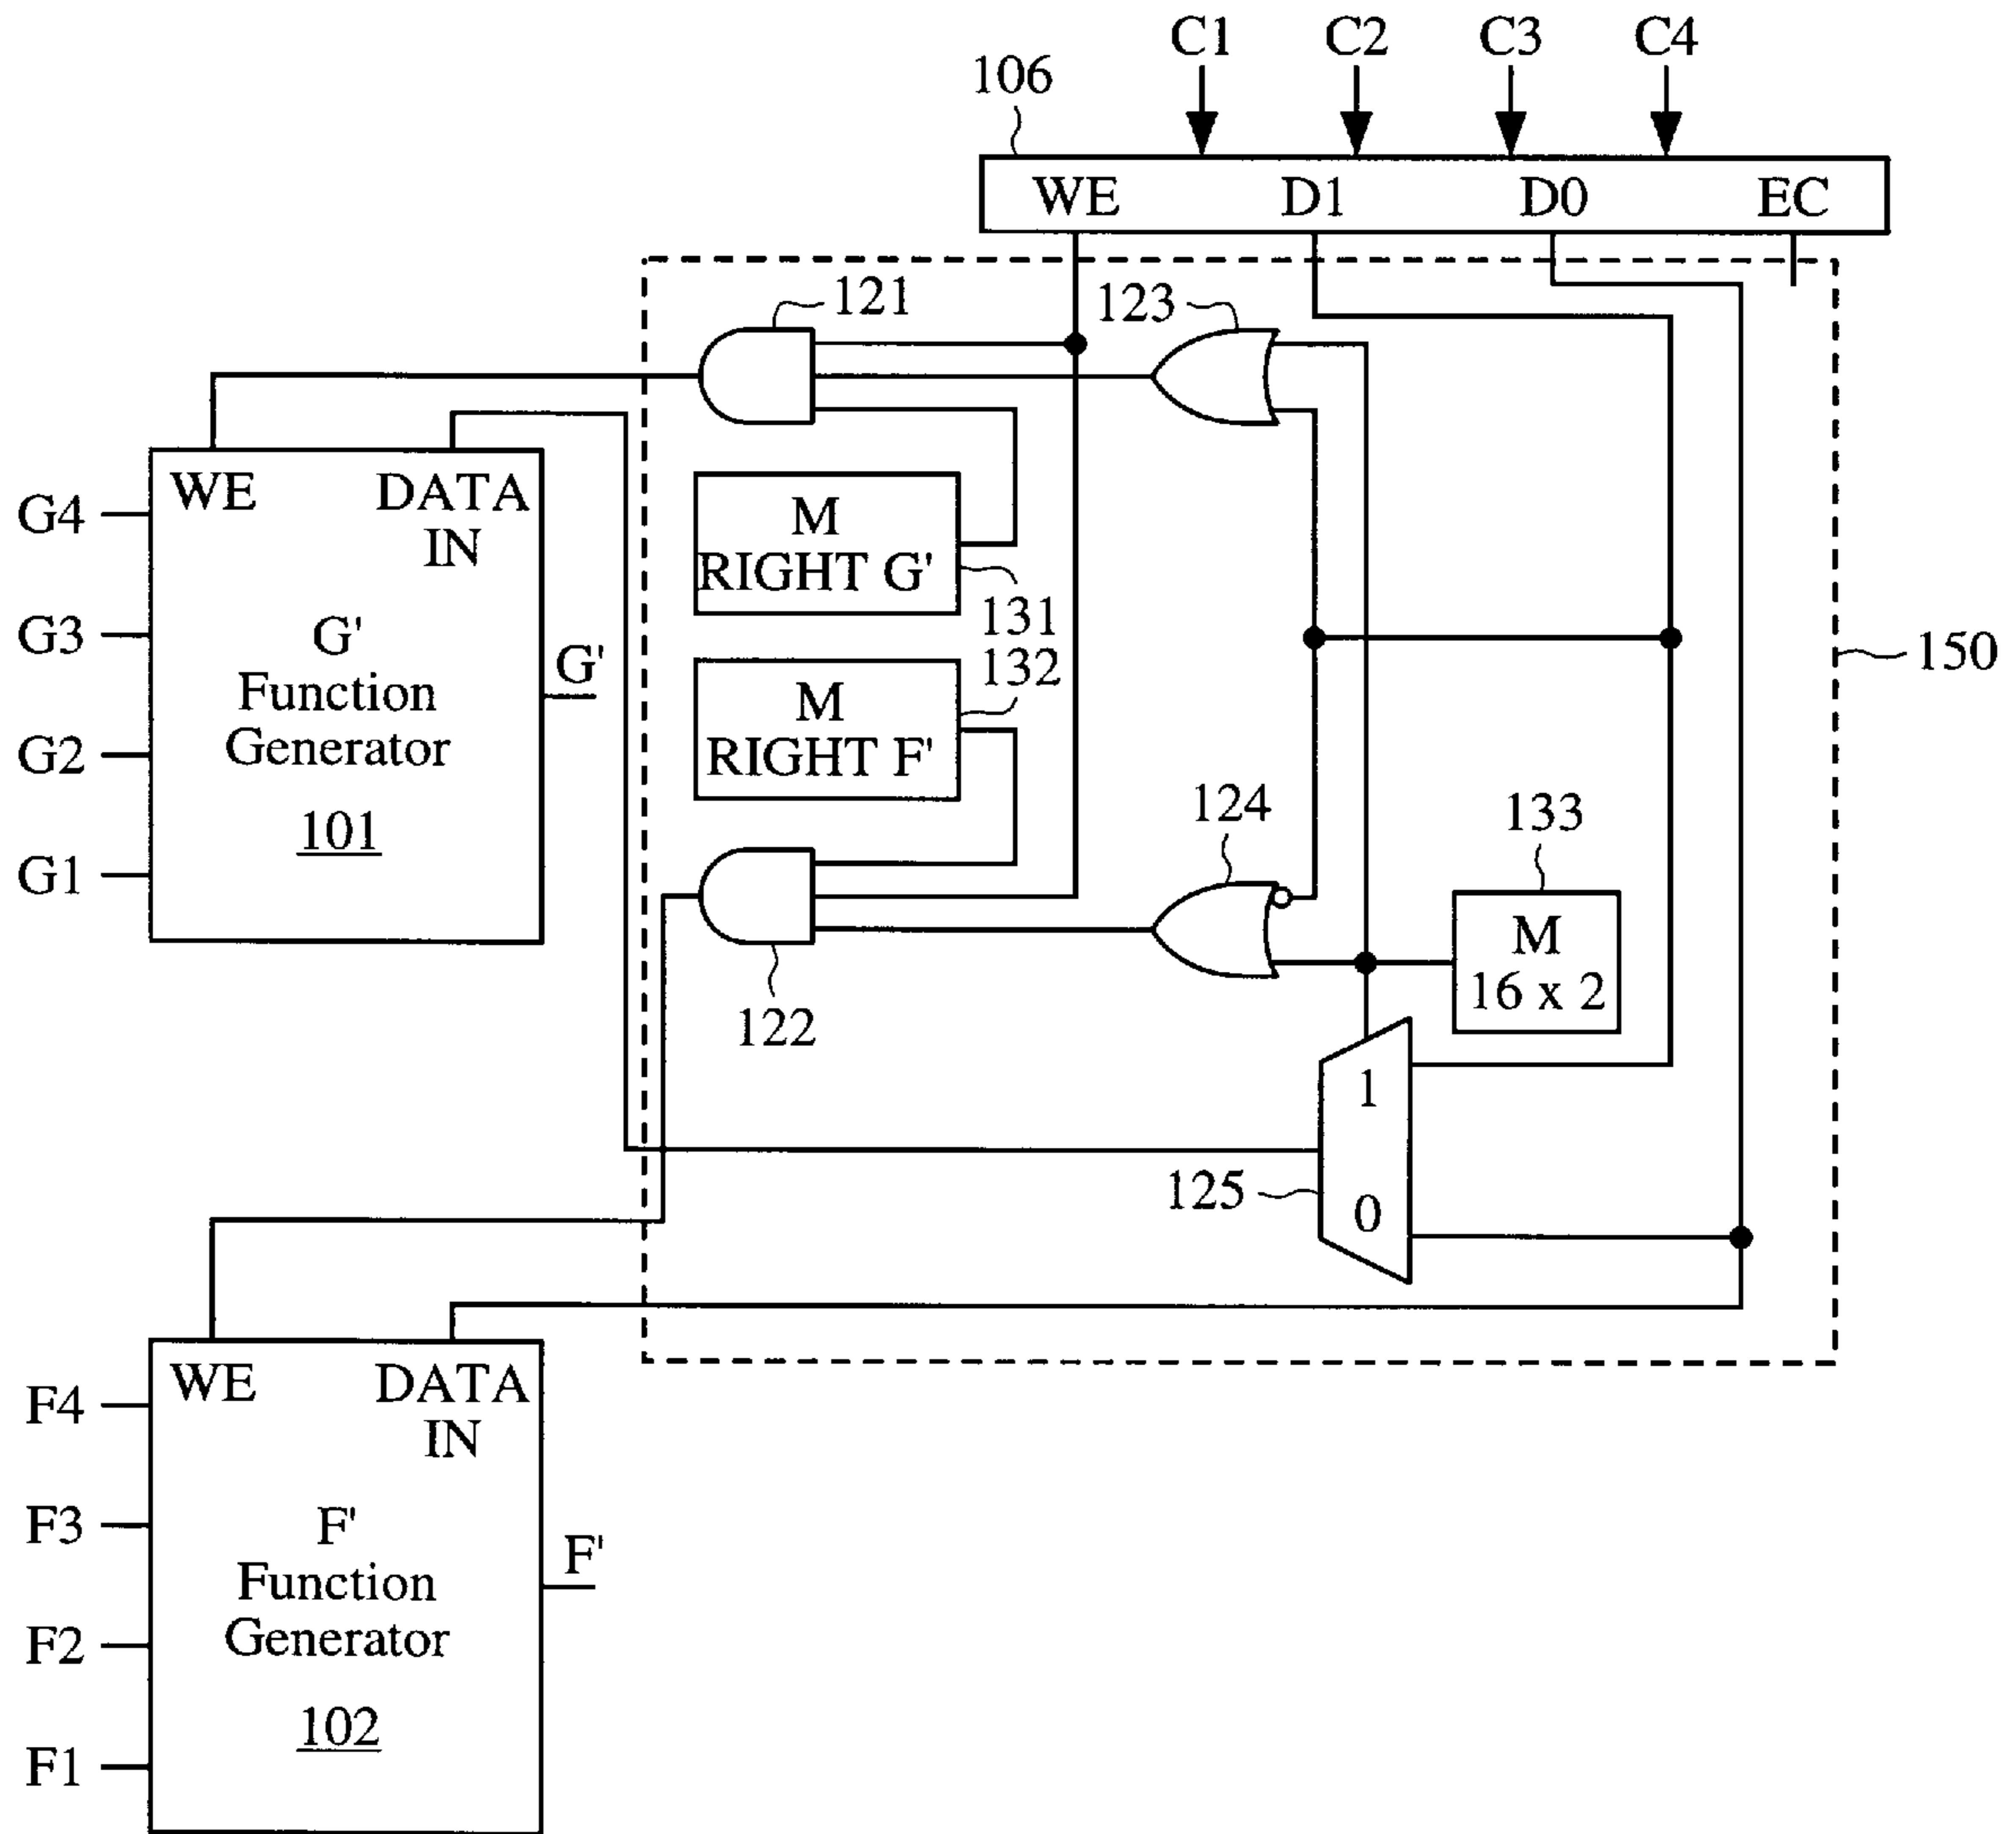 C1 C2 C3 C4
106
WE D1 D0 EC
121
123
WE DATA IN
G4
G3
G2
G1
G' Function Generator
101
G'
M
RIGHT G'
131
M
RIGHT F'
132
150
124
133
M
16 x 2
122
1
125
0
WE DATA IN
F4
F3
F2
F1
F' Function Generator
102
F'